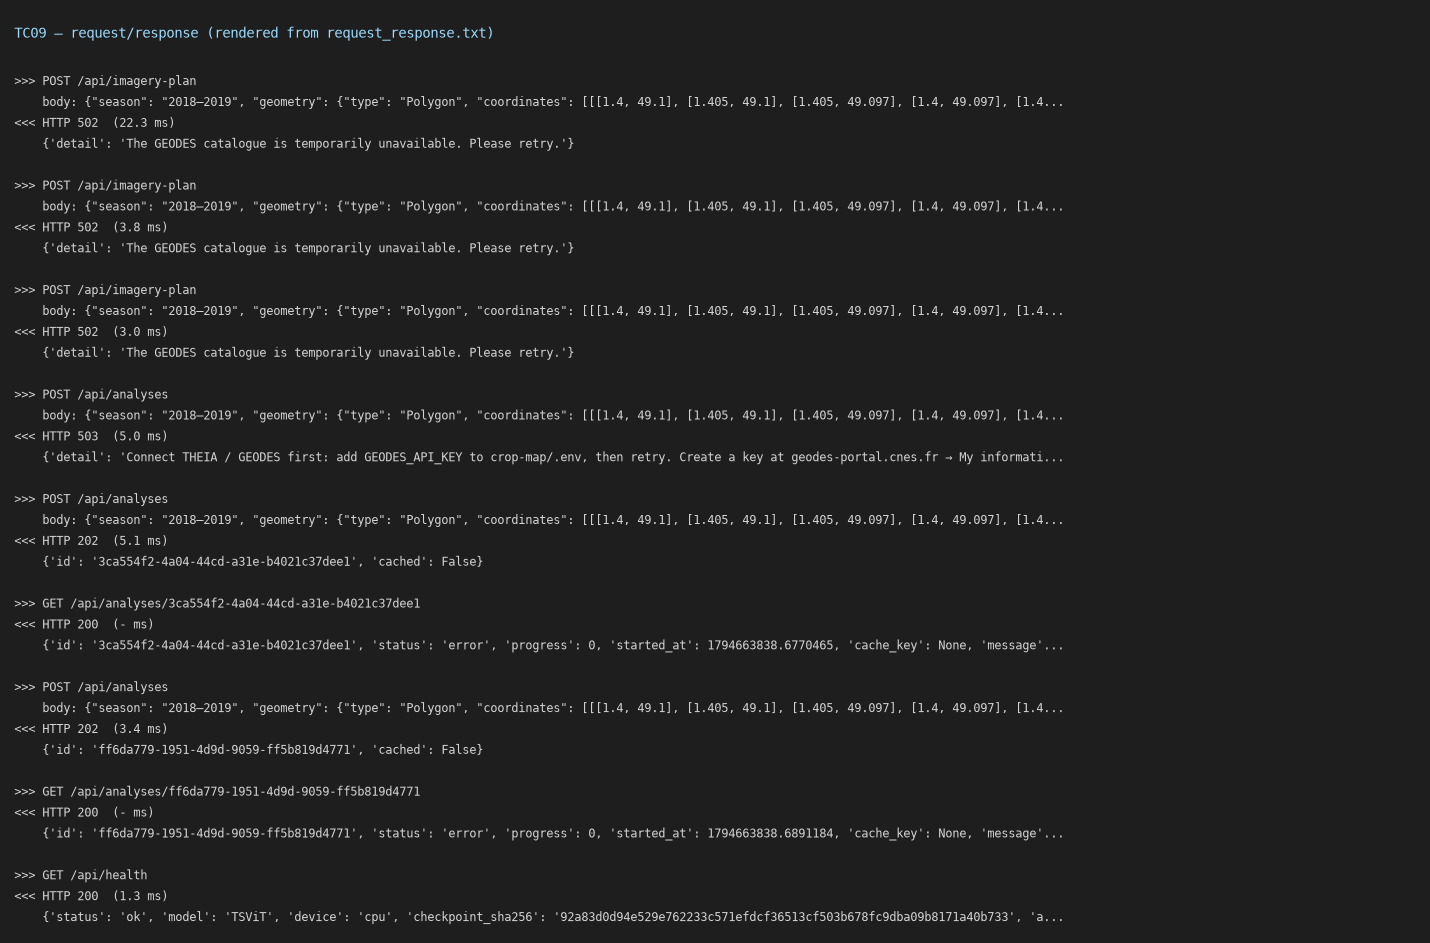 TC09 — request/response (rendered from request_response.txt)
>>> POST /api/imagery-plan
body: {"season": "2018–2019", "geometry": {"type": "Polygon", "coordinates": [[[1.4, 49.1], [1.405, 49.1], [1.405, 49.097], [1.4, 49.097], [1.4...
<<< HTTP 502  (22.3 ms)
{'detail': 'The GEODES catalogue is temporarily unavailable. Please retry.'}
>>> POST /api/imagery-plan
body: {"season": "2018–2019", "geometry": {"type": "Polygon", "coordinates": [[[1.4, 49.1], [1.405, 49.1], [1.405, 49.097], [1.4, 49.097], [1.4...
<<< HTTP 502  (3.8 ms)
{'detail': 'The GEODES catalogue is temporarily unavailable. Please retry.'}
>>> POST /api/imagery-plan
body: {"season": "2018–2019", "geometry": {"type": "Polygon", "coordinates": [[[1.4, 49.1], [1.405, 49.1], [1.405, 49.097], [1.4, 49.097], [1.4...
<<< HTTP 502  (3.0 ms)
{'detail': 'The GEODES catalogue is temporarily unavailable. Please retry.'}
>>> POST /api/analyses
body: {"season": "2018–2019", "geometry": {"type": "Polygon", "coordinates": [[[1.4, 49.1], [1.405, 49.1], [1.405, 49.097], [1.4, 49.097], [1.4...
<<< HTTP 503  (5.0 ms)
{'detail': 'Connect THEIA / GEODES first: add GEODES_API_KEY to crop-map/.env, then retry. Create a key at geodes-portal.cnes.fr → My informati...
>>> POST /api/analyses
body: {"season": "2018–2019", "geometry": {"type": "Polygon", "coordinates": [[[1.4, 49.1], [1.405, 49.1], [1.405, 49.097], [1.4, 49.097], [1.4...
<<< HTTP 202  (5.1 ms)
{'id': '3ca554f2-4a04-44cd-a31e-b4021c37dee1', 'cached': False}
>>> GET /api/analyses/3ca554f2-4a04-44cd-a31e-b4021c37dee1
<<< HTTP 200  (- ms)
{'id': '3ca554f2-4a04-44cd-a31e-b4021c37dee1', 'status': 'error', 'progress': 0, 'started_at': 1794663838.6770465, 'cache_key': None, 'message'...
>>> POST /api/analyses
body: {"season": "2018–2019", "geometry": {"type": "Polygon", "coordinates": [[[1.4, 49.1], [1.405, 49.1], [1.405, 49.097], [1.4, 49.097], [1.4...
<<< HTTP 202  (3.4 ms)
{'id': 'ff6da779-1951-4d9d-9059-ff5b819d4771', 'cached': False}
>>> GET /api/analyses/ff6da779-1951-4d9d-9059-ff5b819d4771
<<< HTTP 200  (- ms)
{'id': 'ff6da779-1951-4d9d-9059-ff5b819d4771', 'status': 'error', 'progress': 0, 'started_at': 1794663838.6891184, 'cache_key': None, 'message'...
>>> GET /api/health
<<< HTTP 200  (1.3 ms)
{'status': 'ok', 'model': 'TSViT', 'device': 'cpu', 'checkpoint_sha256': '92a83d0d94e529e762233c571efdcf36513cf503b678fc9dba09b8171a40b733', 'a...